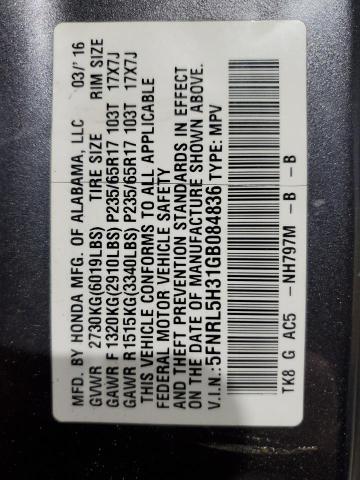 MFD. BY HONDA MFG. OF ALABAMA, LLC 03/'16
GVWR 2730KG(6019LBS) TIRE SIZE RIM SIZE
GAWR F 1320KG(2910LBS) P235/65R17 103T 17X7J
GAWR R1515KG(3340LBS) P235/65R17 103T 17X7J
THIS VEHICLE CONFORMS TO ALL APPLICABLE
FEDERAL MOTOR VEHICLE SAFETY
AND THEFT PREVENTION STANDARDS IN EFFECT
ON THE DATE OF MANUFACTURE SHOWN ABOVE.
V.I.N.:5FNRL5H31GB084836 TYPE: MPV
TK8 G AC5 - NH797M - B - B